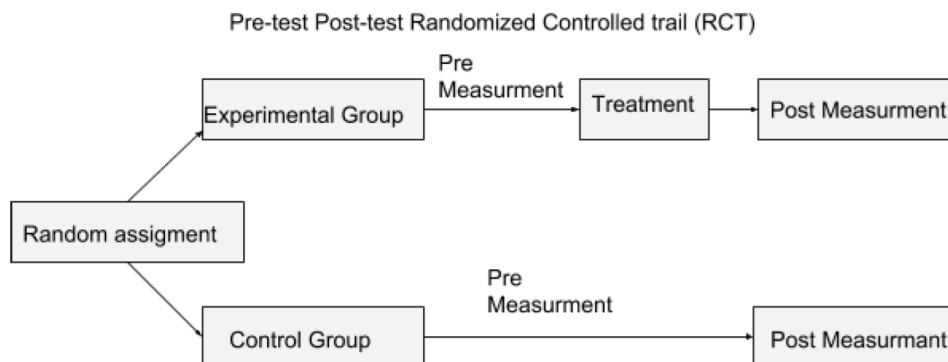 Pre-test Post-test Randomized Controlled trail (RCT)
Pre
Measurment
Experimental Group
Treatment
Post Measurment
Random assigment
Pre
Measurment
Control Group
Post Measurmant